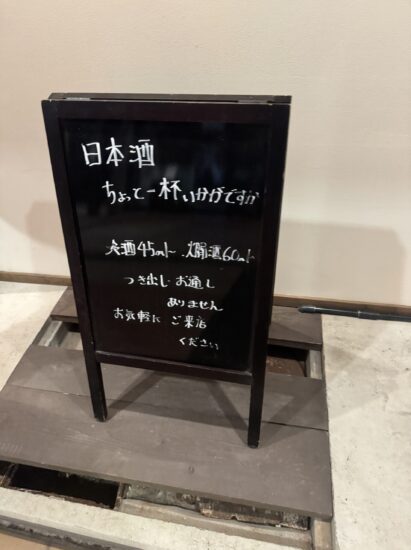 日本酒
ちょっと一杯いかがですか
冷酒45ml〜、燗酒60ml〜
つき出し お通し
ありません
お気軽に ご来店
ください